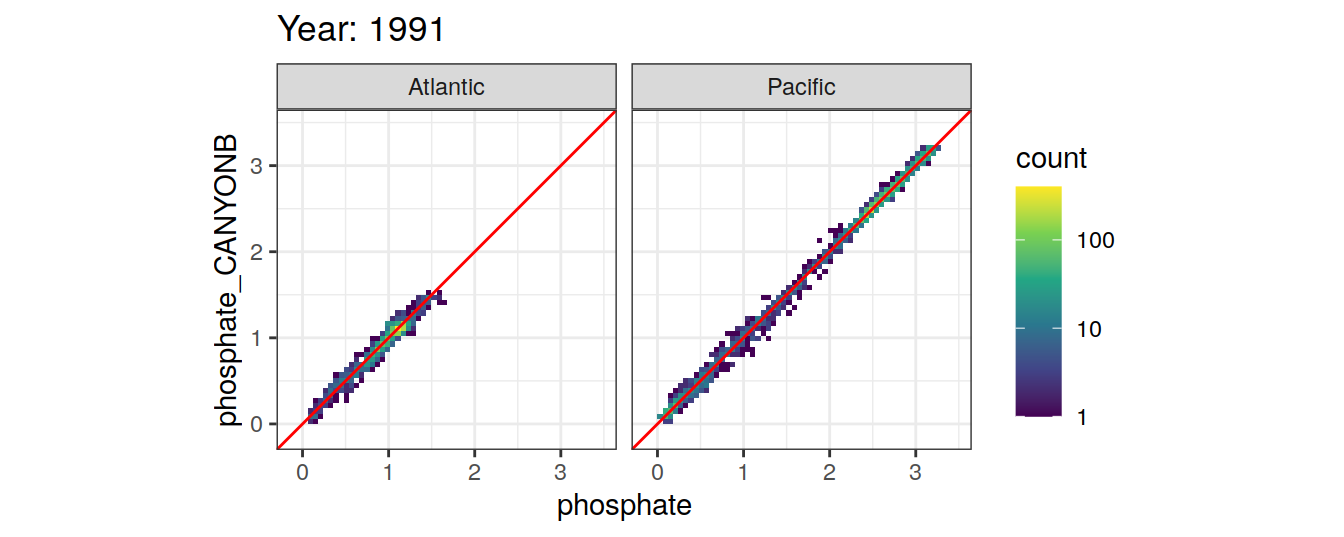 Year: 1991
Atlantic
Pacific
phosphate_CANYONB
3
2
1
0
0 1 2 3
0 1 2 3
phosphate
count
100
10
1